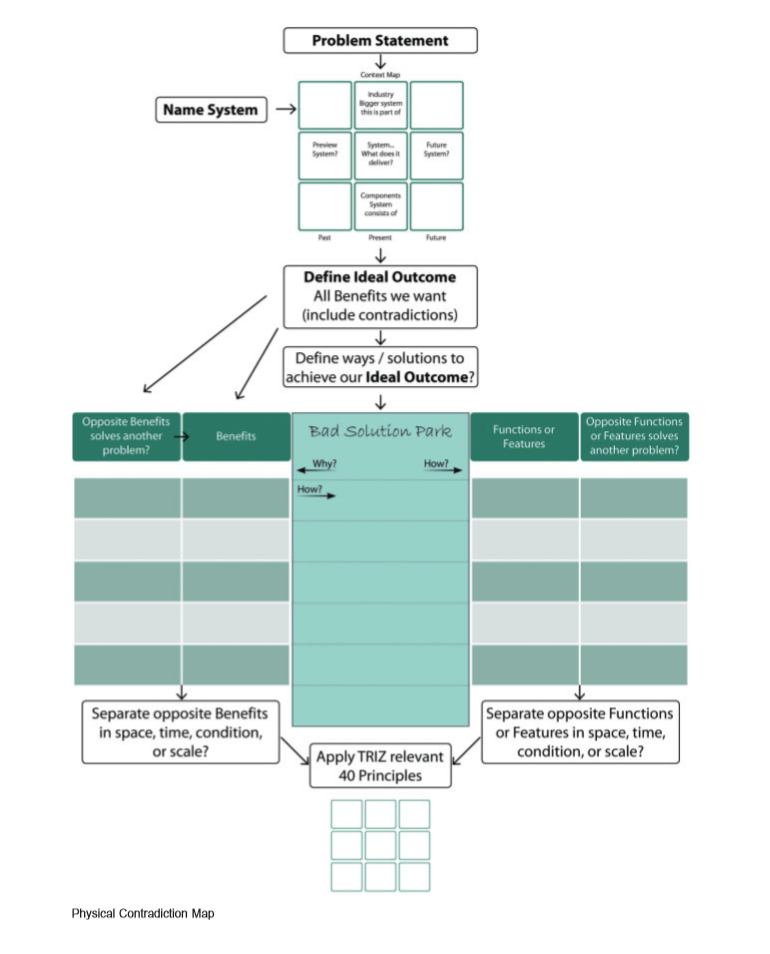 Problem Statement
Context Map
Name System
Industry
Bigger system
this is part of
Preview
System?
System...
What does it
deliver?
Future
System?
Components
System
consists of
Past
Present
Future
Define Ideal Outcome
All Benefits we want
(include contradictions)
Define ways / solutions to
achieve our Ideal Outcome?
Opposite Benefits
solves another
problem?
Benefits
Bad Solution Park
Why?
How?
How?
Functions or
Features
Opposite Functions
or Features solves
another problem?
Separate opposite Benefits
in space, time, condition,
or scale?
Separate opposite Functions
or Features in space, time,
condition, or scale?
Apply TRIZ relevant
40 Principles
Physical Contradiction Map